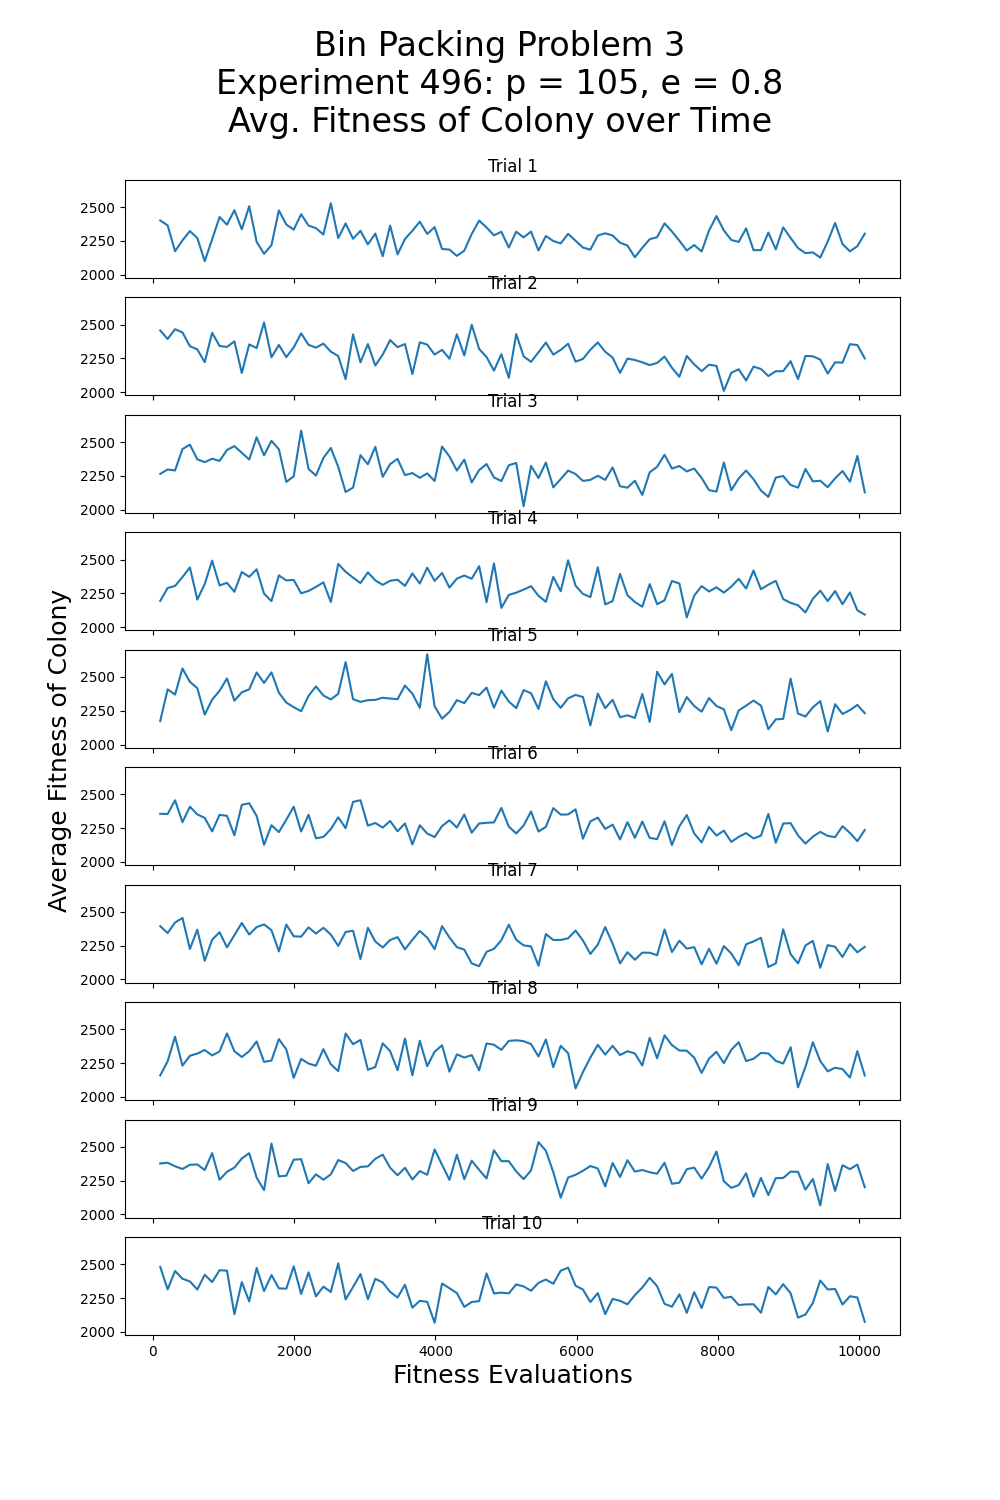 Bin Packing Problem 3
Experiment 496: p = 105, e = 0.8
Avg. Fitness of Colony over Time
Trial 1
2500
2250
2000
Trial 2
2500
2250
2000
Trial 3
2500
2250
2000
Trial 4
2500
2250
2000
Trial 5
2500
2250
2000
Trial 6
2500
2250
2000
Trial 7
2500
2250
2000
Trial 8
2500
2250
2000
Trial 9
2500
2250
2000
Trial 10
2500
2250
2000
0 2000 4000 6000 8000 10000
Fitness Evaluations
Average Fitness of Colony